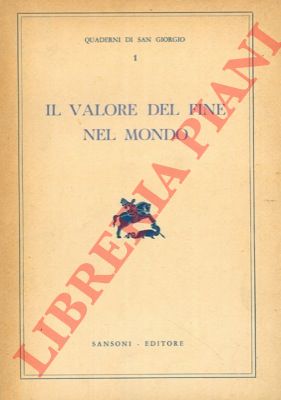 QUADERNI DI SAN GIORGIO
1
IL VALORE DEL FINE
NEL MONDO
SANSONI - EDITORE
LIBRERIA PIANI